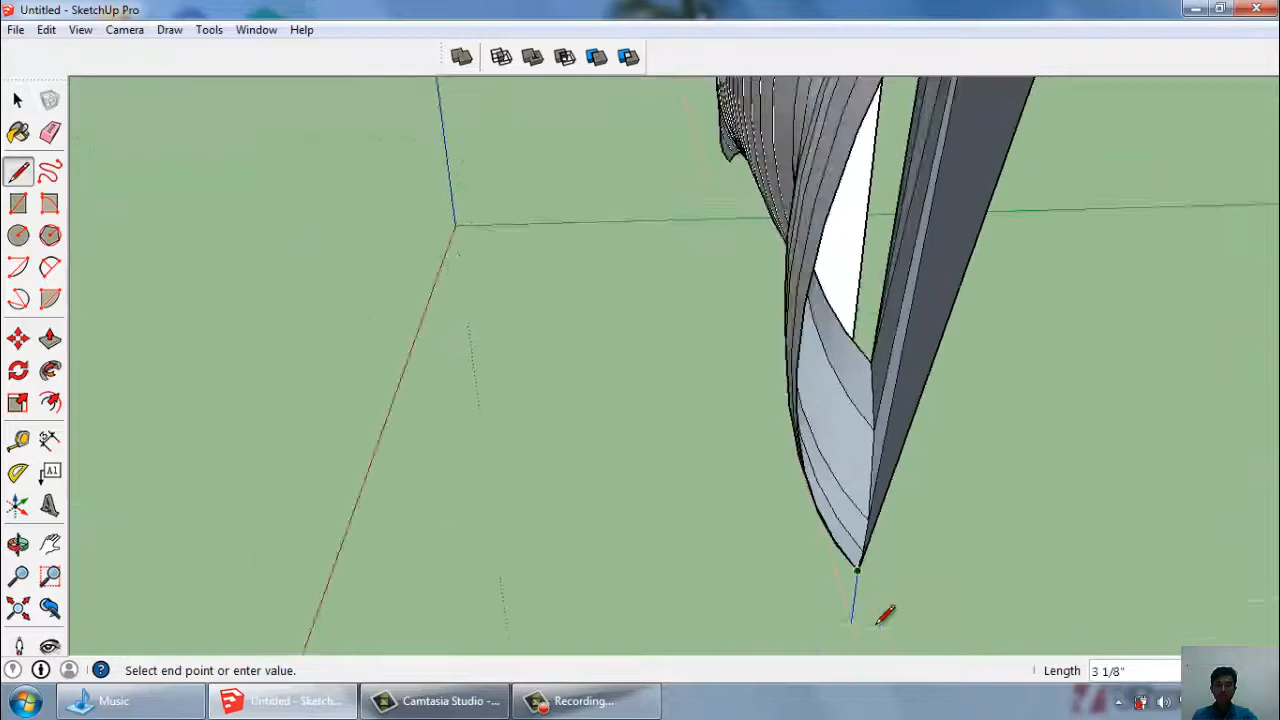 Untitled - SketchUp Pro
File Edit View Camera Draw Tools Window Help
A1
Select end point or enter value.
Length 3 1/8"
Music
Untitled - Sketch...
Camtasia Studio -...
Recording...